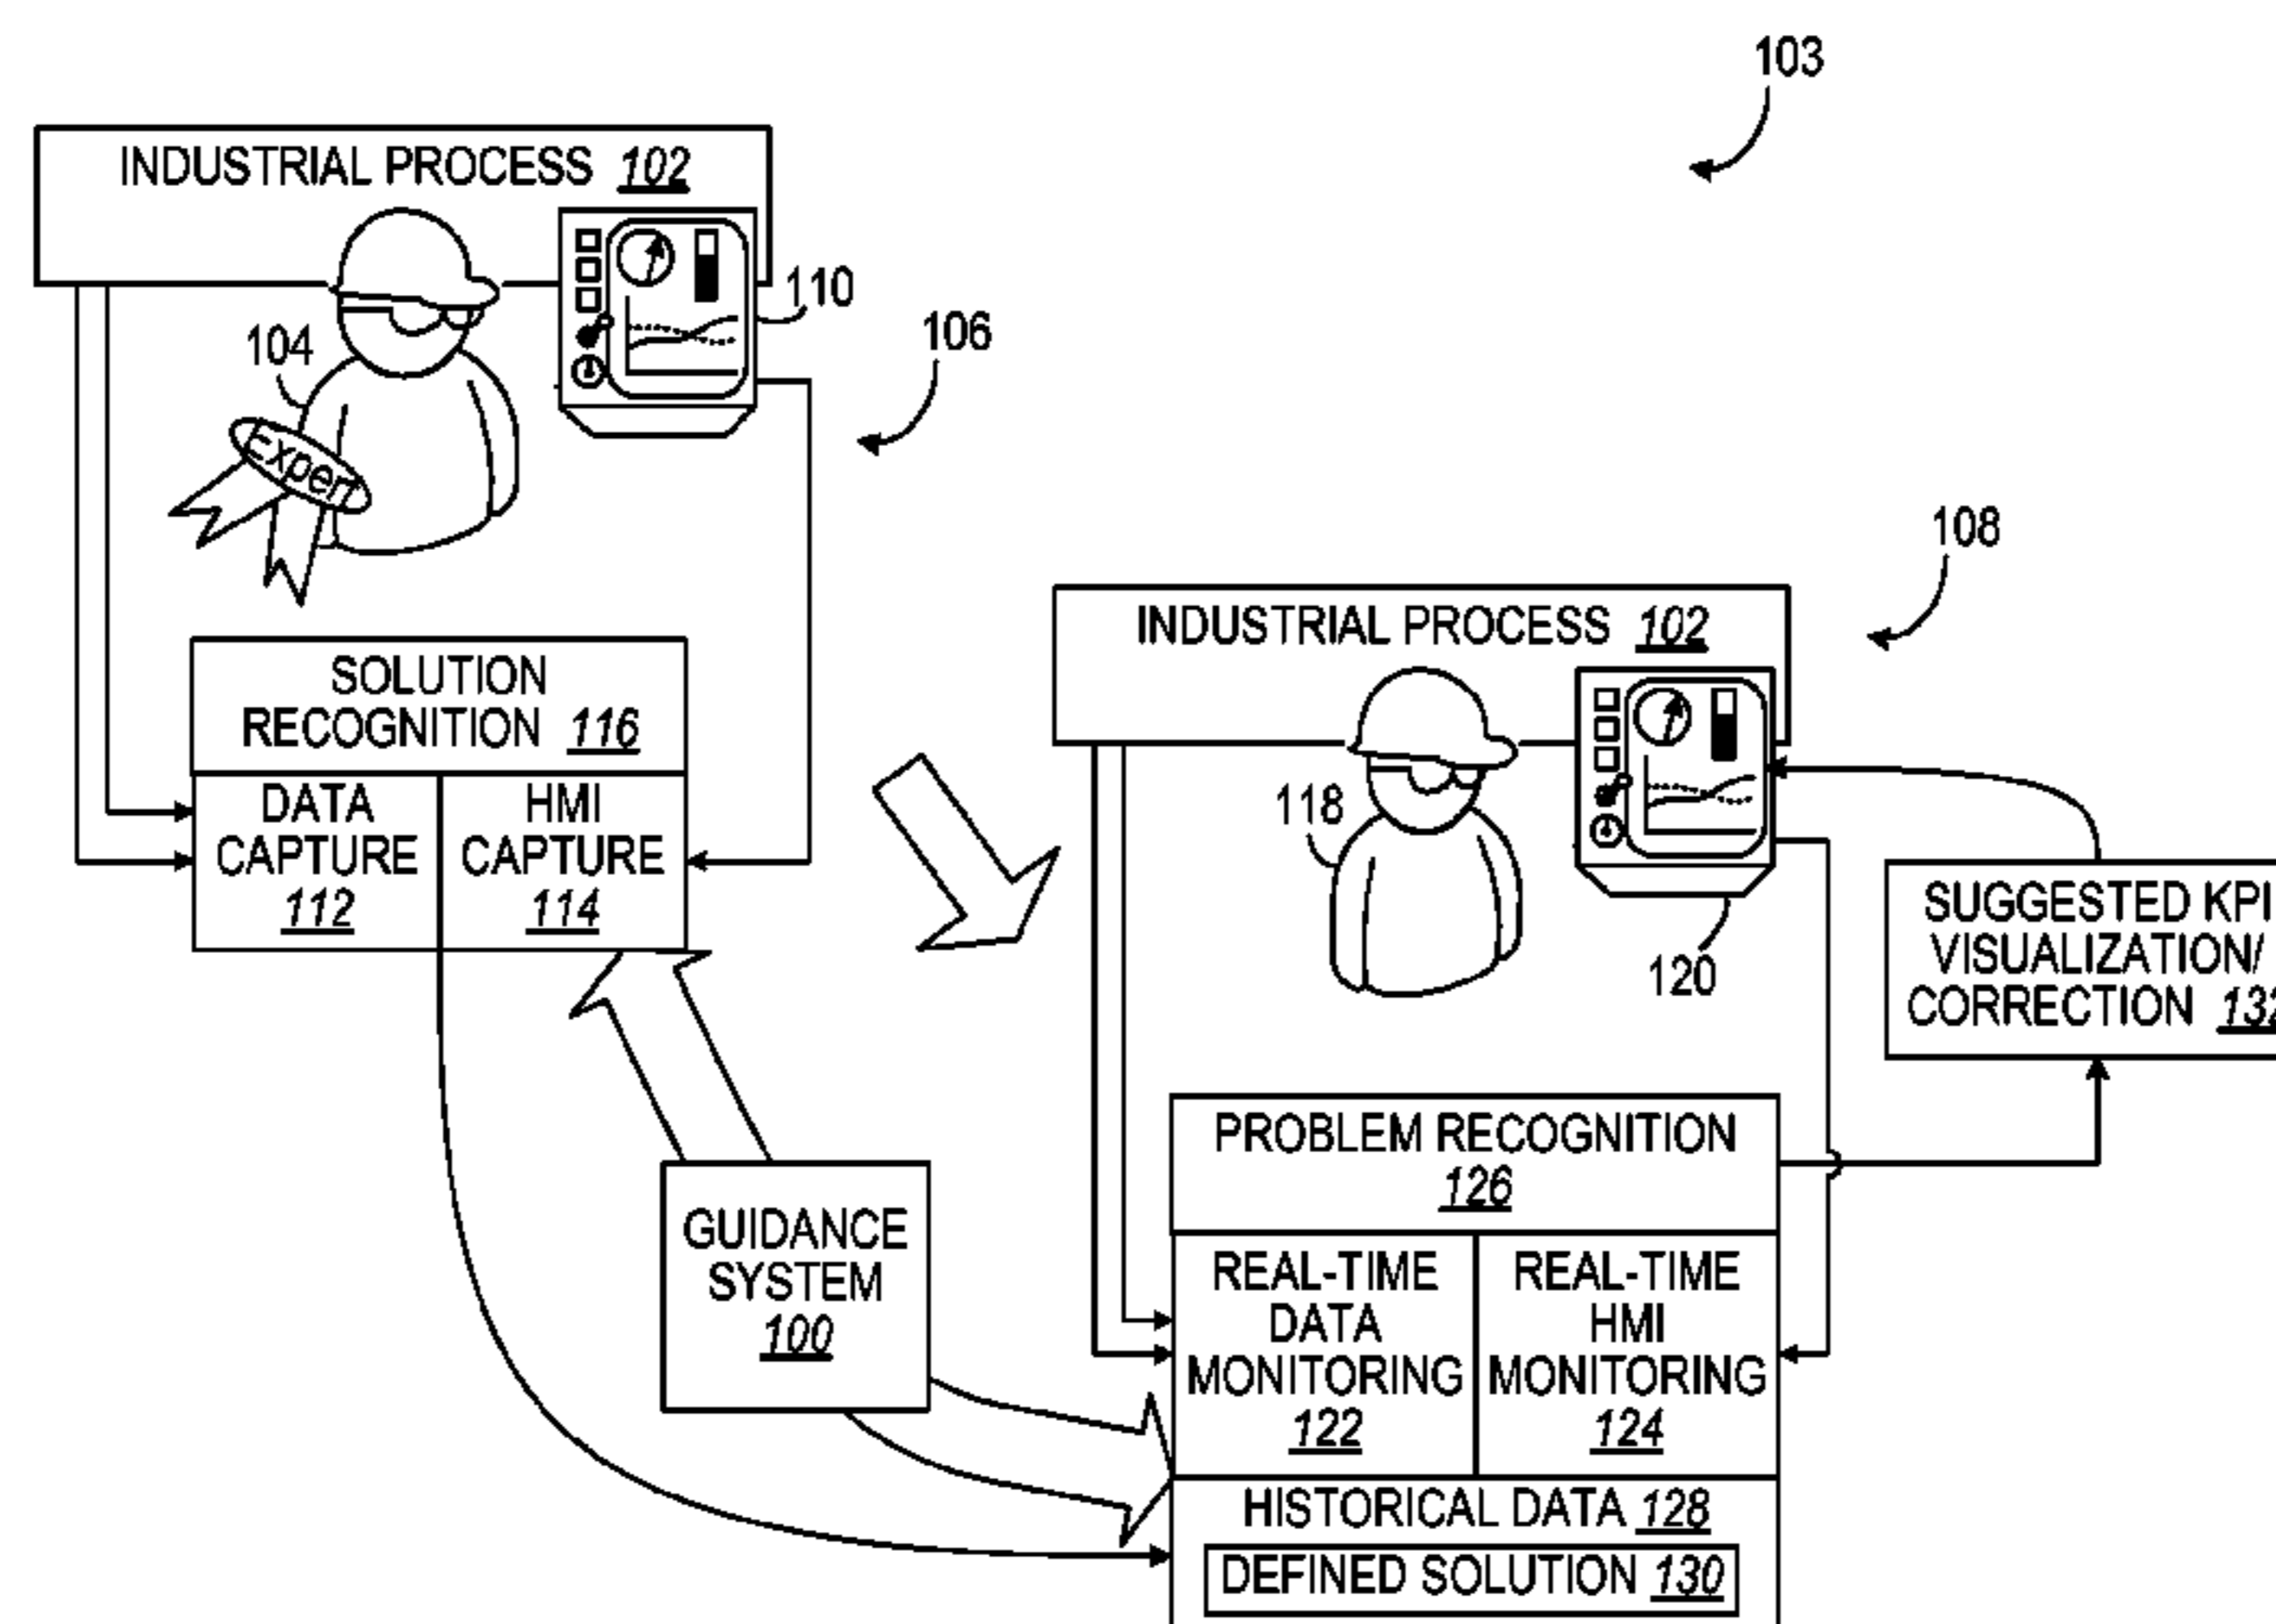 103
INDUSTRIAL PROCESS 102
110
104
106
Expert
108
INDUSTRIAL PROCESS 102
SOLUTION
RECOGNITION 116
DATA
CAPTURE
112
HMI
CAPTURE
114
118
120
SUGGESTED KPI
VISUALIZATION/
CORRECTION 132
PROBLEM RECOGNITION
126
GUIDANCE
SYSTEM
100
REAL-TIME
DATA
MONITORING
122
REAL-TIME
HMI
MONITORING
124
HISTORICAL DATA 128
DEFINED SOLUTION 130